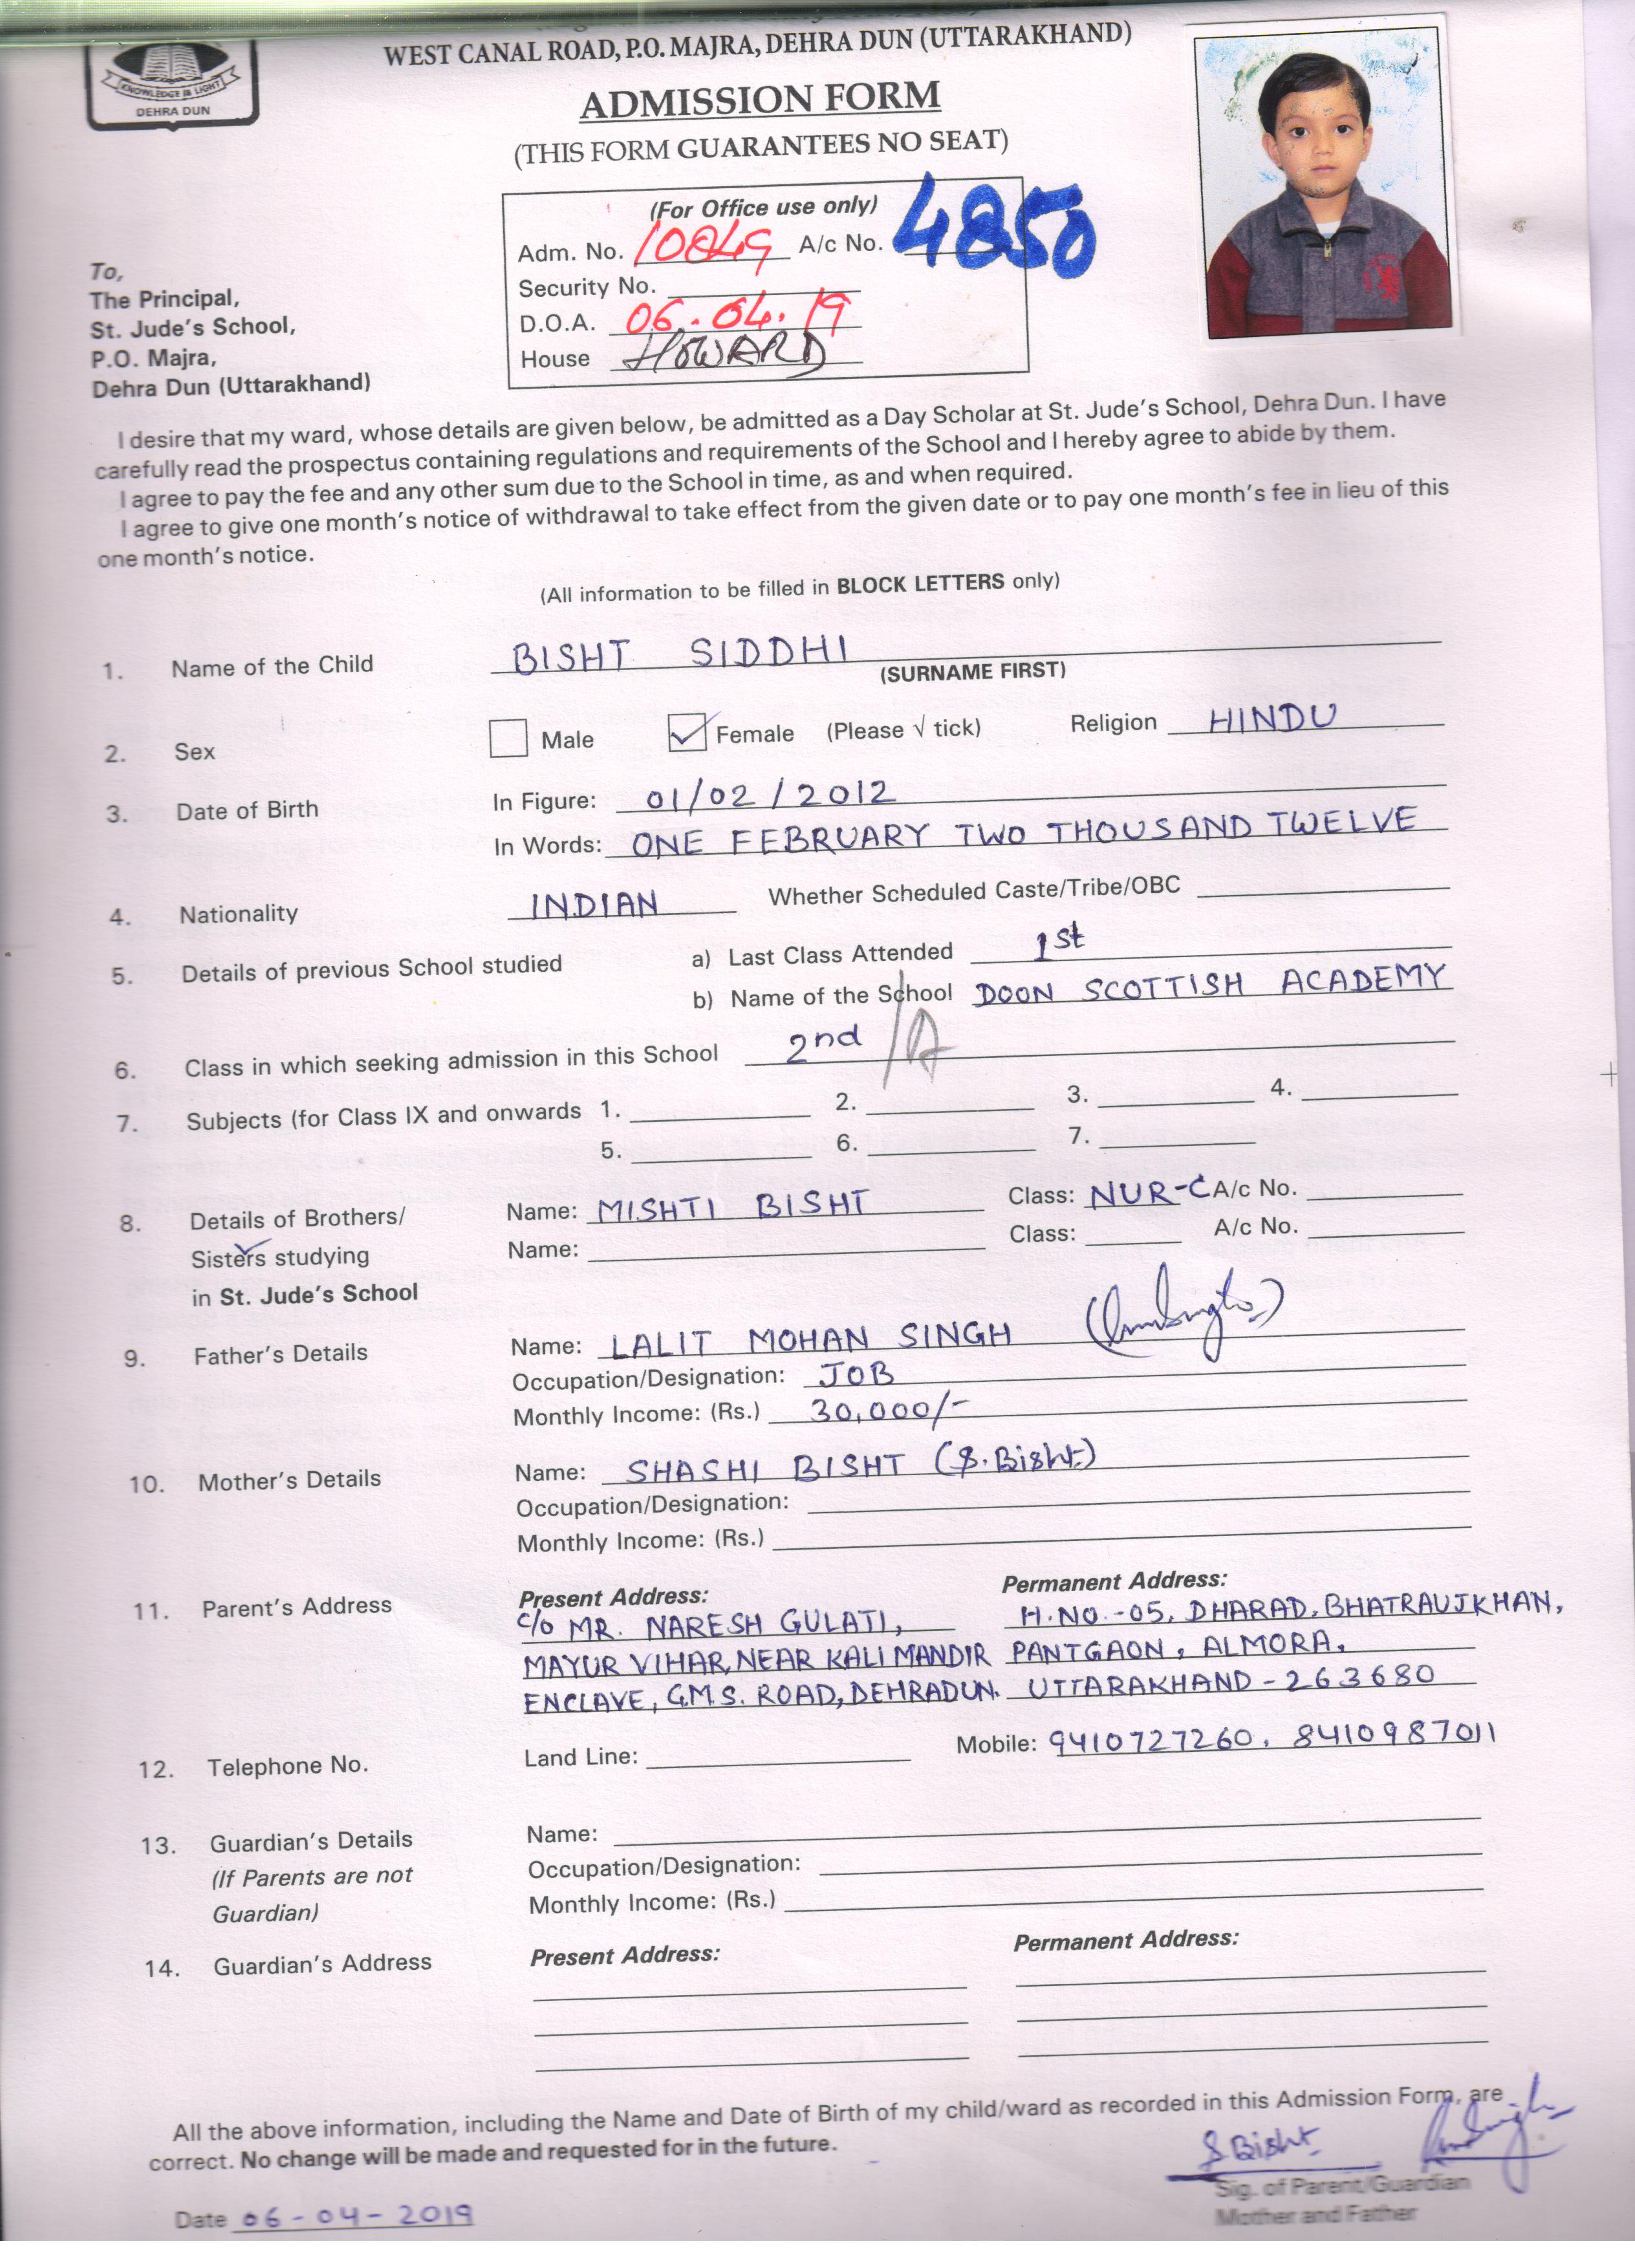 KNOWLEDGE IS LIGHT
DEHRA DUN
WEST CANAL ROAD, P.O. MAJRA, DEHRA DUN (UTTARAKHAND)
ADMISSION FORM
(THIS FORM GUARANTEES NO SEAT)
(For Office use only)
Adm. No. 10849 A/c No. 4850
Security No.
D.O.A. 06.04.19
House HOWARD
To,
The Principal,
St. Jude's School,
P.O. Majra,
Dehra Dun (Uttarakhand)
I desire that my ward, whose details are given below, be admitted as a Day Scholar at St. Jude's School, Dehra Dun. I have
carefully read the prospectus containing regulations and requirements of the School and I hereby agree to abide by them.
I agree to pay the fee and any other sum due to the School in time, as and when required.
I agree to give one month's notice of withdrawal to take effect from the given date or to pay one month's fee in lieu of this
one month's notice.
(All information to be filled in BLOCK LETTERS only)
1. Name of the Child BISHT SIDDHI
(SURNAME FIRST)
2. Sex Male Female (Please √ tick) Religion HINDU
3. Date of Birth In Figure: 01/02/2012
In Words: ONE FEBRUARY TWO THOUSAND TWELVE
4. Nationality INDIAN Whether Scheduled Caste/Tribe/OBC
5. Details of previous School studied a) Last Class Attended 1st
b) Name of the School DOON SCOTTISH ACADEMY
6. Class in which seeking admission in this School 2nd /A
7. Subjects (for Class IX and onwards 1. 2. 3. 4.
5. 6. 7.
8. Details of Brothers/ Name: MISHTI BISHT Class: NUR-C A/c No.
Sisters studying Name: Class: A/c No.
in St. Jude's School
9. Father's Details Name: LALIT MOHAN SINGH
Occupation/Designation: JOB
Monthly Income: (Rs.) 30,000/-
10. Mother's Details Name: SHASHI BISHT (S.Bisht)
Occupation/Designation:
Monthly Income: (Rs.)
11. Parent's Address Present Address: Permanent Address:
C/o MR. NARESH GULATI, H.NO.-05, DHARAD, BHATRAUJKHAN,
MAYUR VIHAR, NEAR KALI MANDIR PANTGAON, ALMORA,
ENCLAVE, G.M.S. ROAD, DEHRADUN. UTTARAKHAND - 263680
12. Telephone No. Land Line: Mobile: 9410727260, 8410987011
13. Guardian's Details Name:
(If Parents are not Occupation/Designation:
Guardian) Monthly Income: (Rs.)
14. Guardian's Address Present Address: Permanent Address:
All the above information, including the Name and Date of Birth of my child/ward as recorded in this Admission Form, are
correct. No change will be made and requested for in the future.
S Bisht
Sig. of Parent/Guardian
Mother and Father
Date 06-04-2019